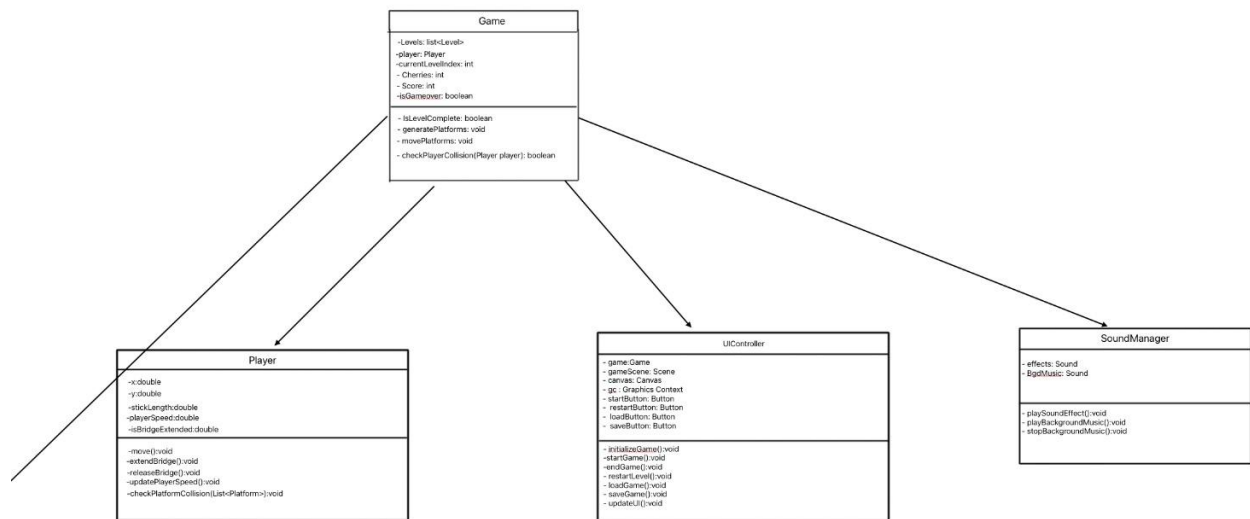 Game
-Levels: list<Level>
-player: Player
-currentLevelIndex: int
- Cherries: int
- Score: int
-isGameover: boolean
- IsLevelComplete: boolean
- generatePlatforms: void
- movePlatforms: void
- checkPlayerCollision(Player player): boolean
Player
-x:double
-y:double
-stickLength:double
-playerSpeed:double
-isBridgeExtended:double
-move():void
-extendBridge():void
-releaseBridge():void
-updatePlayerSpeed():void
-checkPlatformCollision(List<Platform>):void
UIController
- game:Game
- gameScene: Scene
- canvas: Canvas
- gc : Graphics Context
- startButton: Button
- restartButton: Button
- loadButton: Button
- saveButton: Button
- initializeGame():void
-startGame():void
-endGame():void
- restartLevel():void
- loadGame():void
- saveGame():void
- updateUI():void
SoundManager
- effects: Sound
- BgdMusic: Sound
- playSoundEffect():void
- playBackgroundMusic():void
- stopBackgroundMusic():void